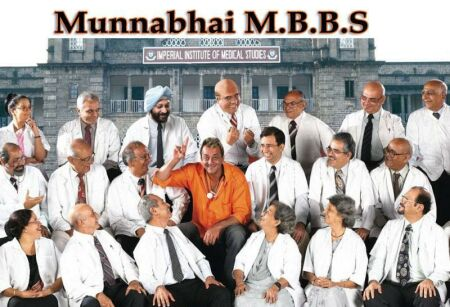 Munnabhai M.B.B.S
IMPERIAL INSTITUTE OF MEDICAL STUDIES